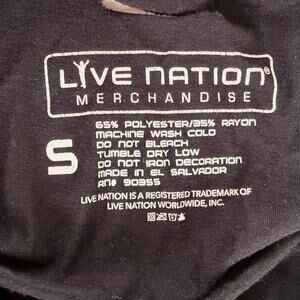 LIVE NATION®
MERCHANDISE
S
65% POLYESTER/35% RAYON
MACHINE WASH COLD
DO NOT BLEACH
TUMBLE DRY LOW
DO NOT IRON DECORATION
MADE IN EL SALVADOR
RN# 90355
LIVE NATION IS A REGISTERED TRADEMARK OF
LIVE NATION WORLDWIDE, INC.